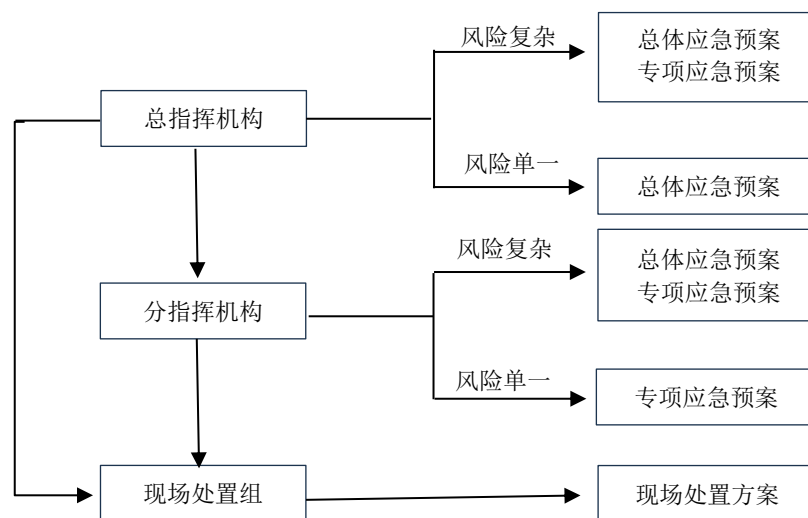 风险复杂
总体应急预案
专项应急预案
总指挥机构
风险单一
总体应急预案
风险复杂
总体应急预案
专项应急预案
分指挥机构
风险单一
专项应急预案
现场处置组
现场处置方案